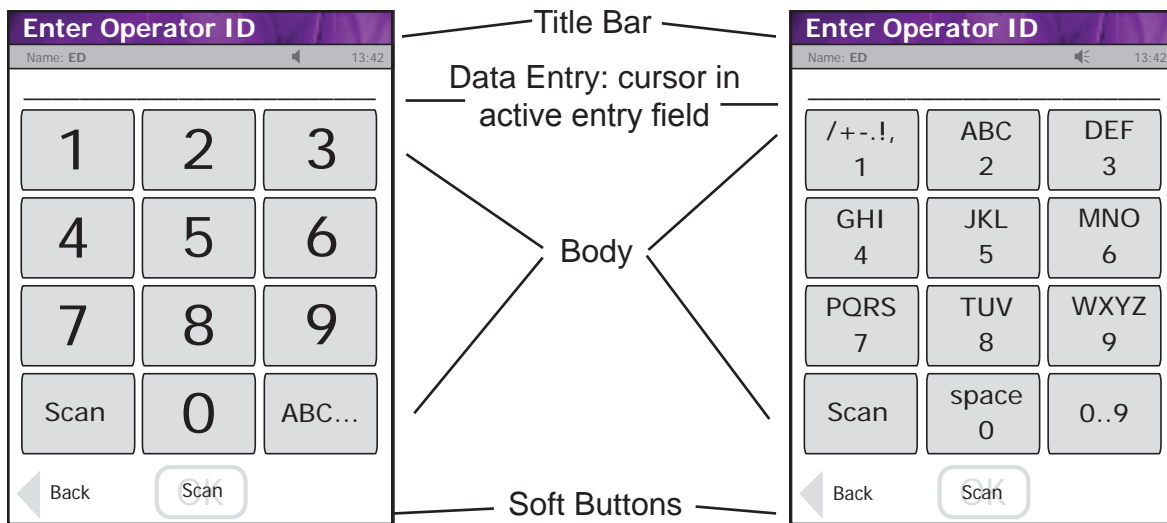 Enter Operator ID
Name: ED 13:42
1 2 3
4 5 6
7 8 9
Scan 0 ABC...
Back OK Scan
Title Bar
Data Entry: cursor in
active entry field
Body
Soft Buttons
Enter Operator ID
Name: ED 13:42
/+-.!, ABC DEF
1 2 3
GHI JKL MNO
4 5 6
PQRS TUV WXYZ
7 8 9
Scan space 0..9
0
Back OK Scan